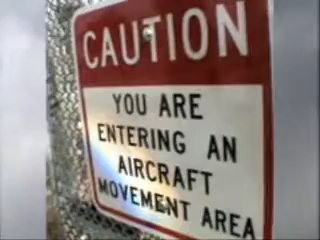 CAUTION
YOU ARE
ENTERING AN
AIRCRAFT
MOVEMENT AREA